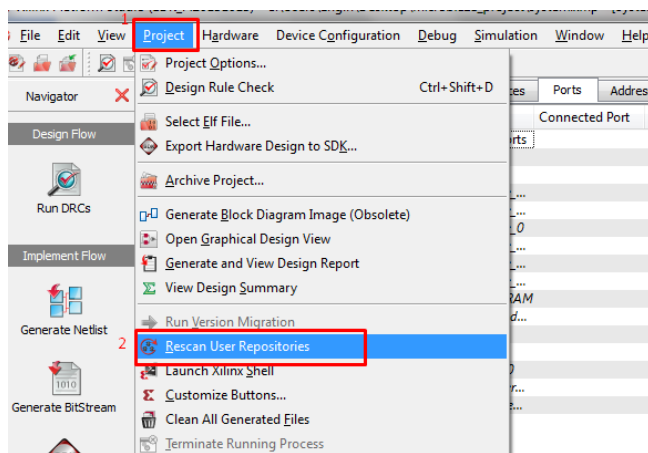 1
File Edit View Project Hardware Device Configuration Debug Simulation Window Help
Project Options...
Navigator
Design Rule Check Ctrl+Shift+D
Ports
Addres
Connected Port
Design Flow
Select Elf File...
Export Hardware Design to SDK...
Archive Project...
Run DRCs
Generate Block Diagram Image (Obsolete)
Open Graphical Design View
Implement Flow
Generate and View Design Report
View Design Summary
Run Version Migration
Generate Netlist
2
Rescan User Repositories
Launch Xilinx Shell
1010
Customize Buttons...
Generate BitStream
Clean All Generated Files
Terminate Running Process